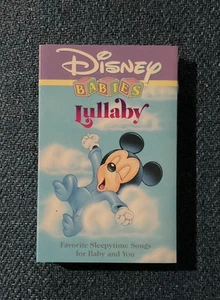 Disney
BABIES
Lullaby
Favorite Sleepytime Songs
for Baby and You